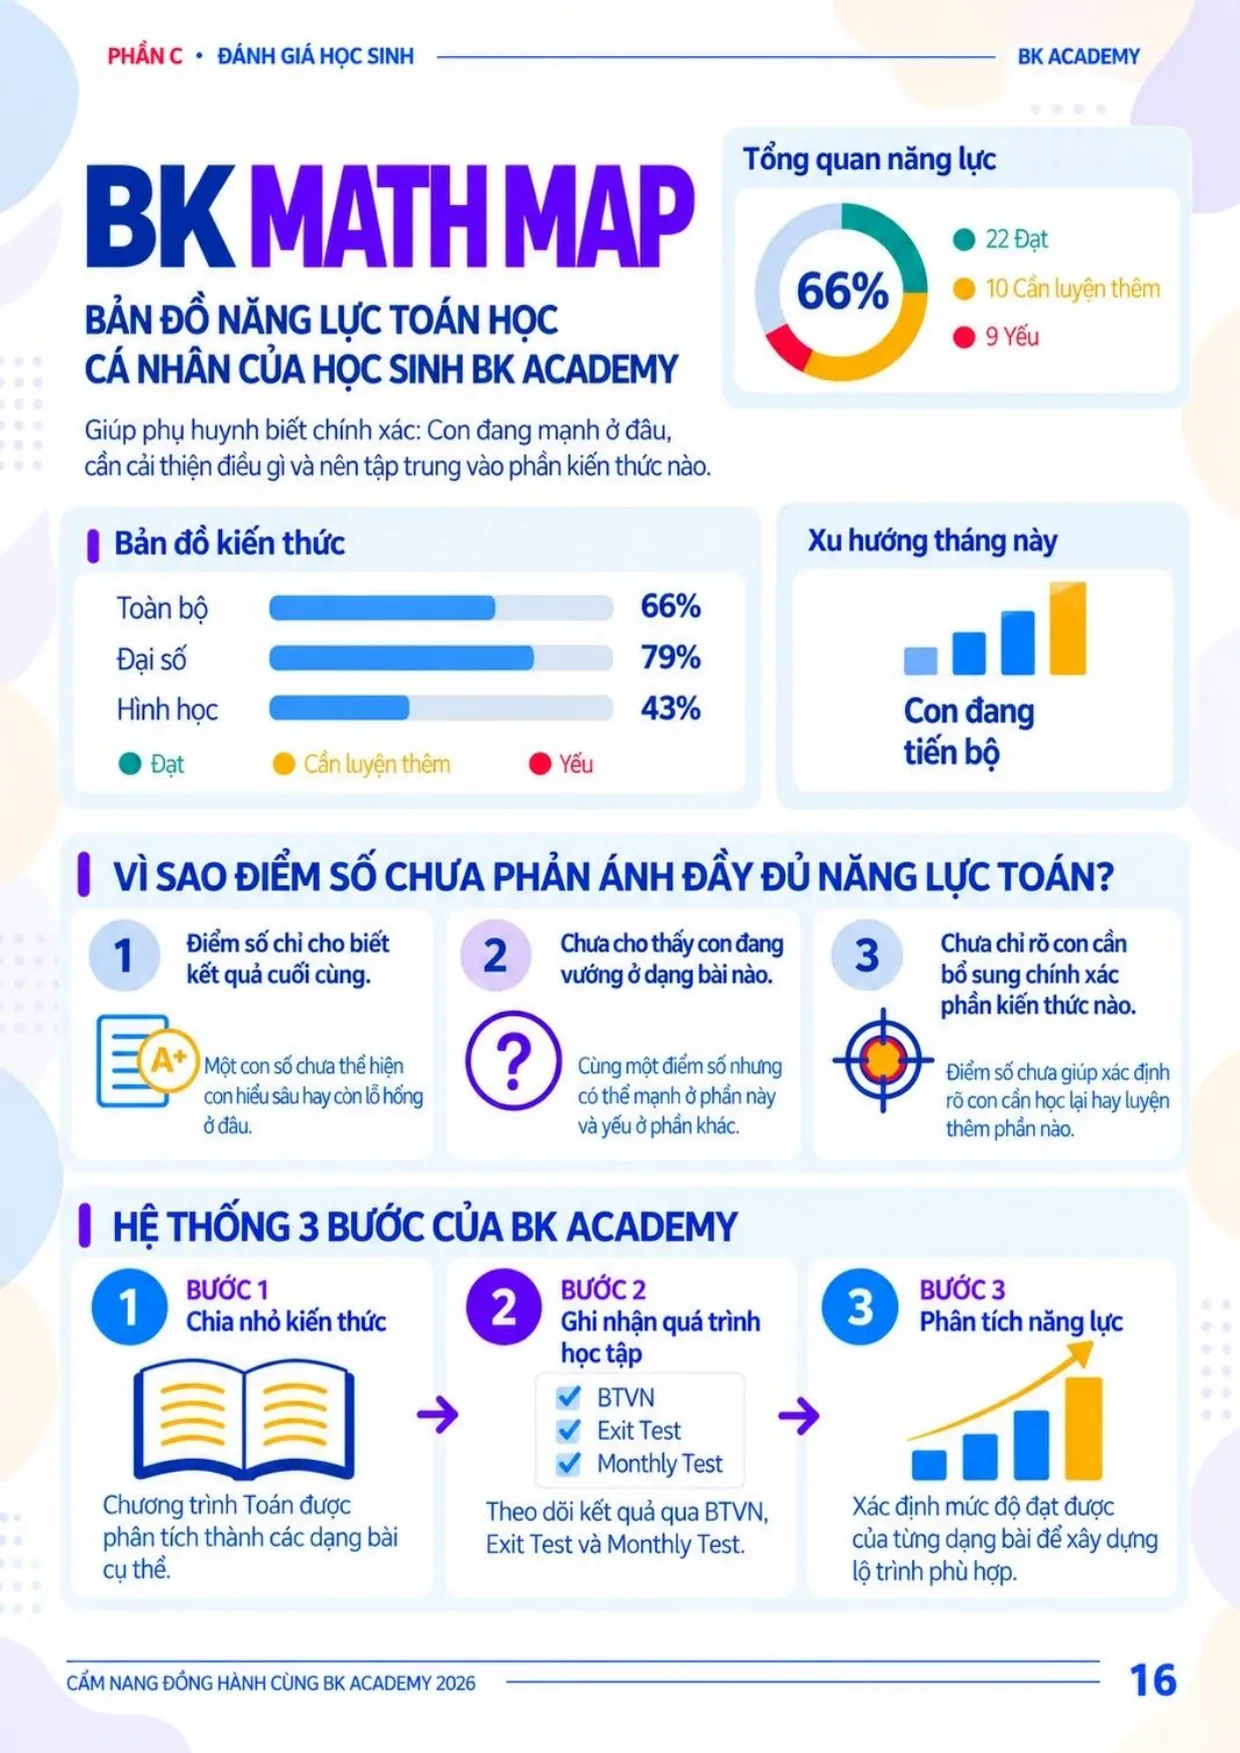 PHẦN C • ĐÁNH GIÁ HỌC SINH
BK ACADEMY
BK MATH MAP
BẢN ĐỒ NĂNG LỰC TOÁN HỌC
CÁ NHÂN CỦA HỌC SINH BK ACADEMY
Giúp phụ huynh biết chính xác: Con đang mạnh ở đâu,
cần cải thiện điều gì và nên tập trung vào phần kiến thức nào.
Tổng quan năng lực
66%
22 Đạt
10 Cần luyện thêm
9 Yếu
Bản đồ kiến thức
Toàn bộ 66%
Đại số 79%
Hình học 43%
Đạt Cần luyện thêm Yếu
Xu hướng tháng này
Con đang
tiến bộ
VÌ SAO ĐIỂM SỐ CHƯA PHẢN ÁNH ĐẦY ĐỦ NĂNG LỰC TOÁN?
1
Điểm số chỉ cho biết
kết quả cuối cùng.
A+
Một con số chưa thể hiện
con hiểu sâu hay còn lỗ hổng
ở đâu.
2
Chưa cho thấy con đang
vướng ở dạng bài nào.
?
Cùng một điểm số nhưng
có thể mạnh ở phần này
và yếu ở phần khác.
3
Chưa chỉ rõ con cần
bổ sung chính xác
phần kiến thức nào.
Điểm số chưa giúp xác định
rõ con cần học lại hay luyện
thêm phần nào.
HỆ THỐNG 3 BƯỚC CỦA BK ACADEMY
1
BƯỚC 1
Chia nhỏ kiến thức
Chương trình Toán được
phân tích thành các dạng bài
cụ thể.
2
BƯỚC 2
Ghi nhận quá trình
học tập
BTVN
Exit Test
Monthly Test
Theo dõi kết quả qua BTVN,
Exit Test và Monthly Test.
3
BƯỚC 3
Phân tích năng lực
Xác định mức độ đạt được
của từng dạng bài để xây dựng
lộ trình phù hợp.
CẨM NANG ĐỒNG HÀNH CÙNG BK ACADEMY 2026
16